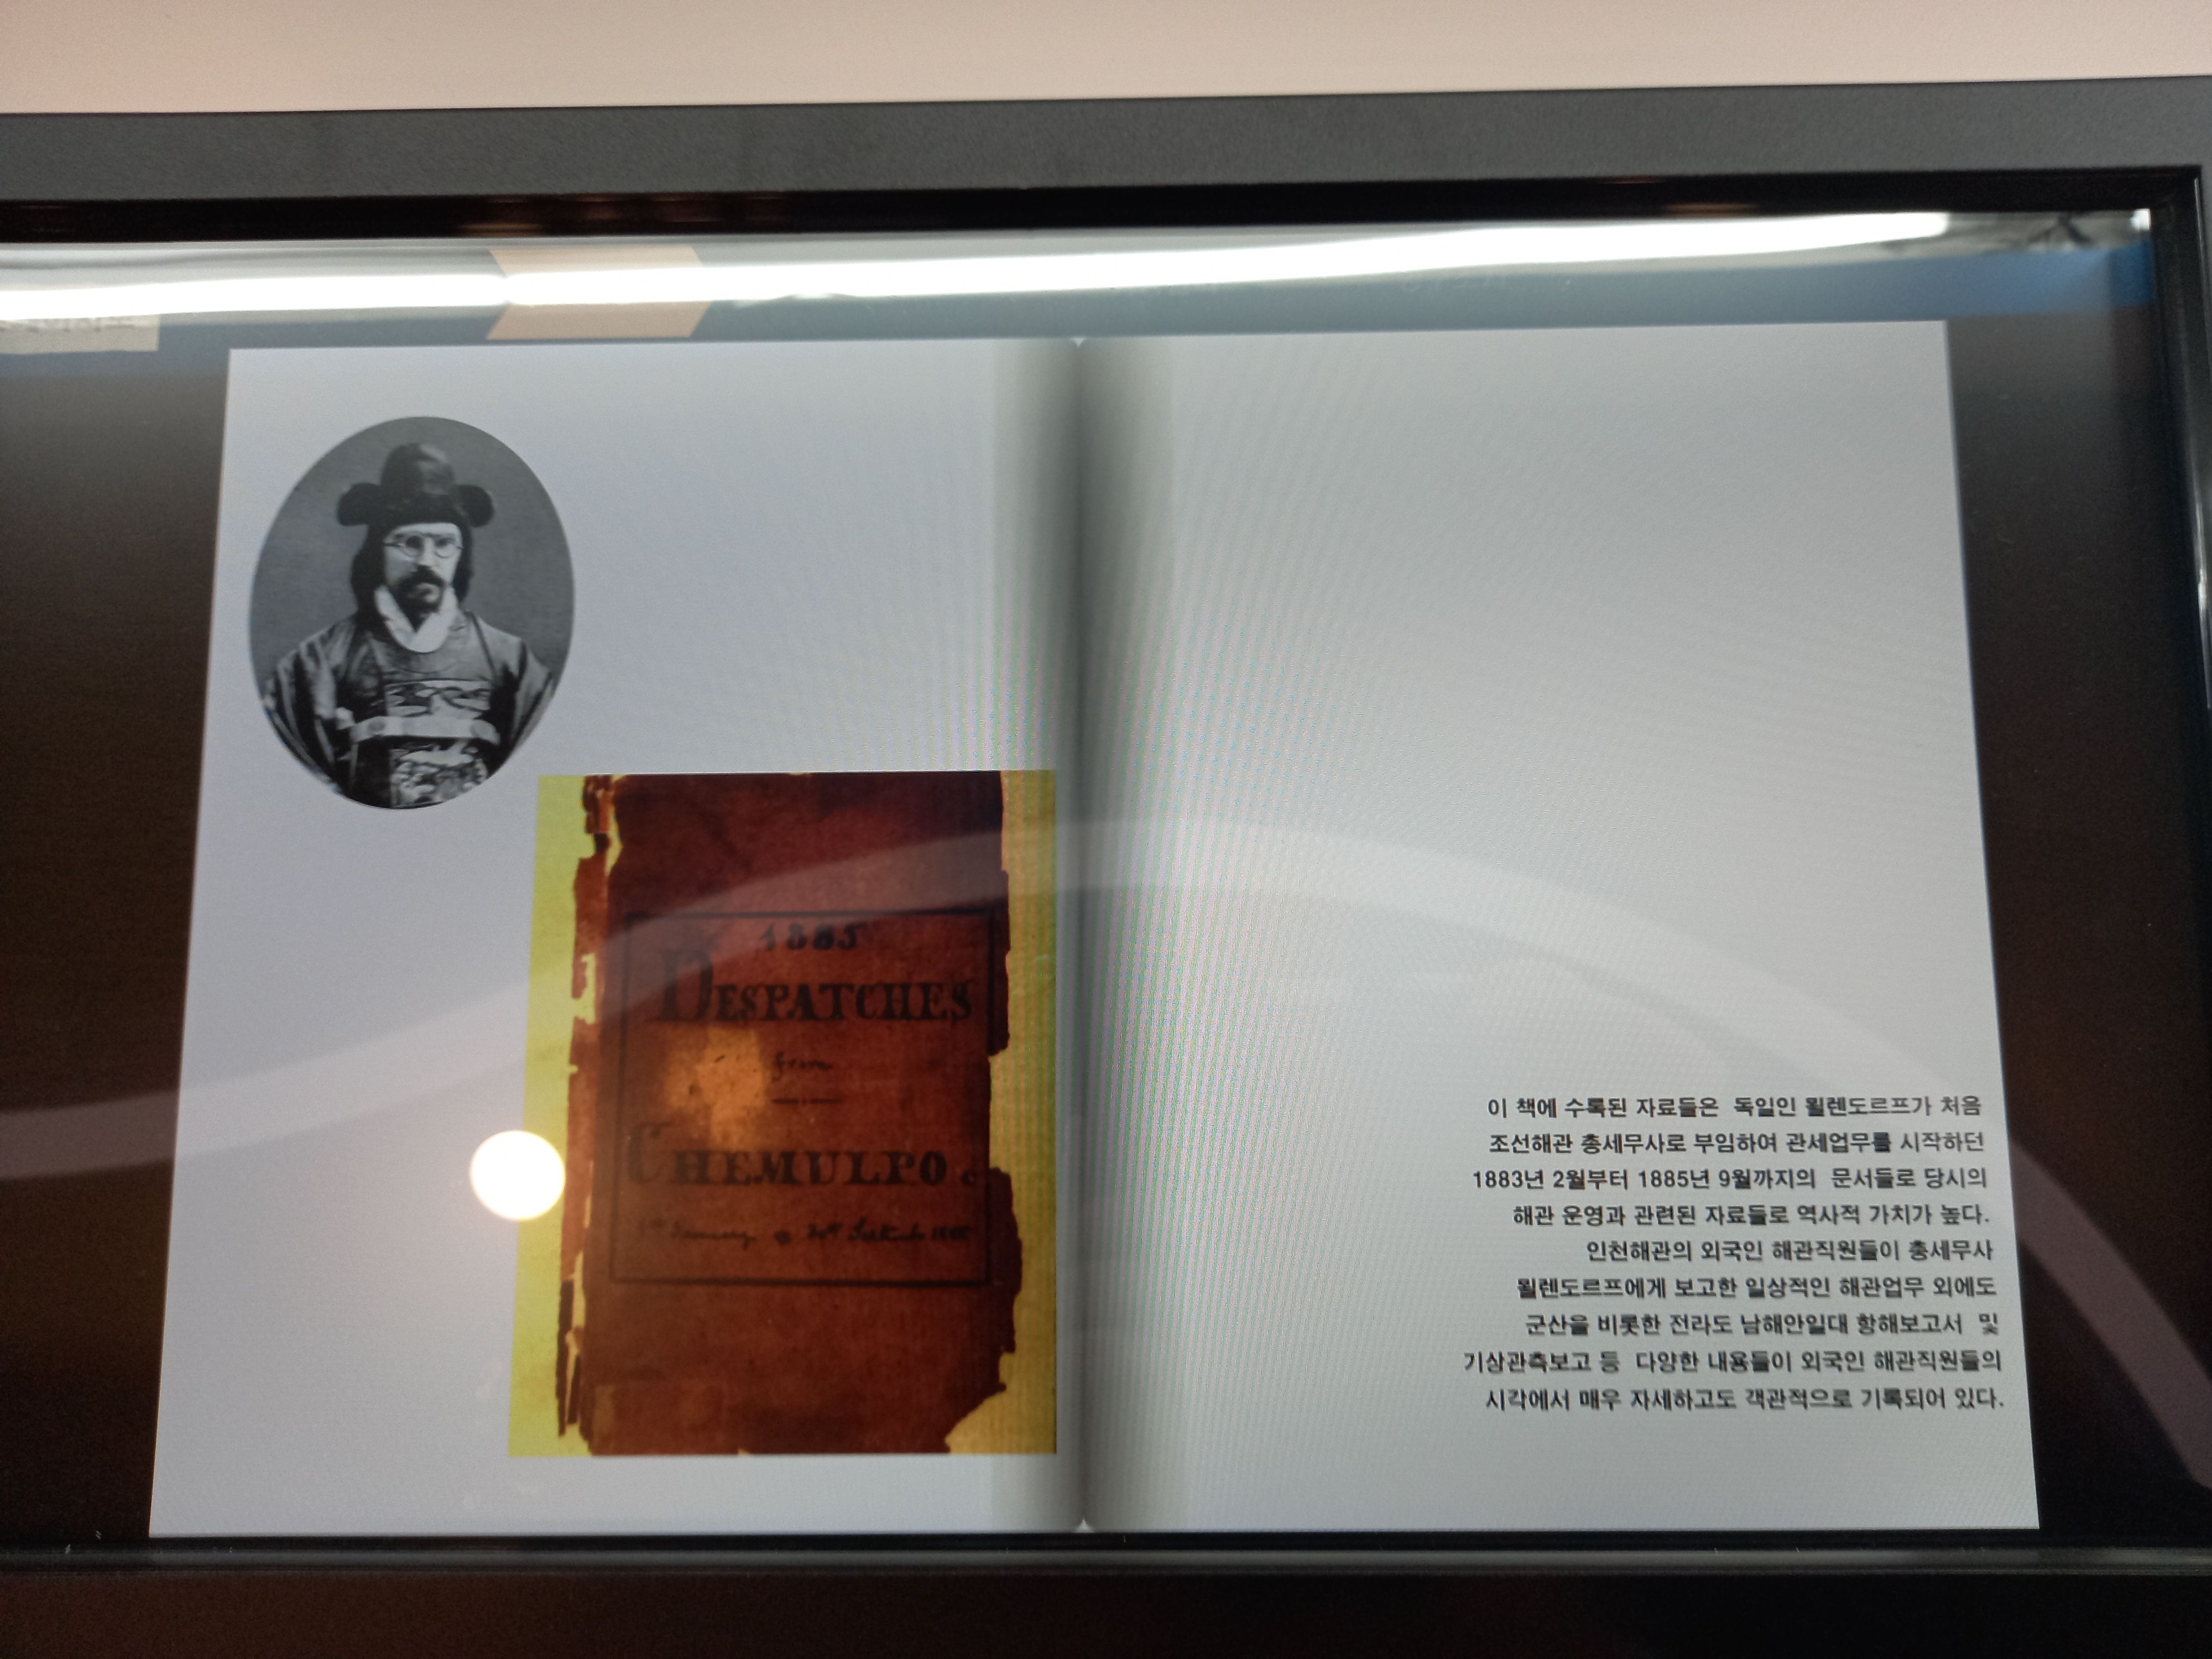 1885
DESPATCHES
from
CHEMULPO
이 책에 수록된 자료들은 독일인 묄렌도르프가 처음
조선해관 총세무사로 부임하여 관세업무를 시작하던
1883년 2월부터 1885년 9월까지의 문서들로 당시의
해관 운영과 관련된 자료들로 역사적 가치가 높다.
인천해관의 외국인 해관직원들이 총세무사
묄렌도르프에게 보고한 일상적인 해관업무 외에도
군산을 비롯한 전라도 남해안일대 항해보고서 및
기상관측보고 등 다양한 내용들이 외국인 해관직원들의
시각에서 매우 자세하고도 객관적으로 기록되어 있다.